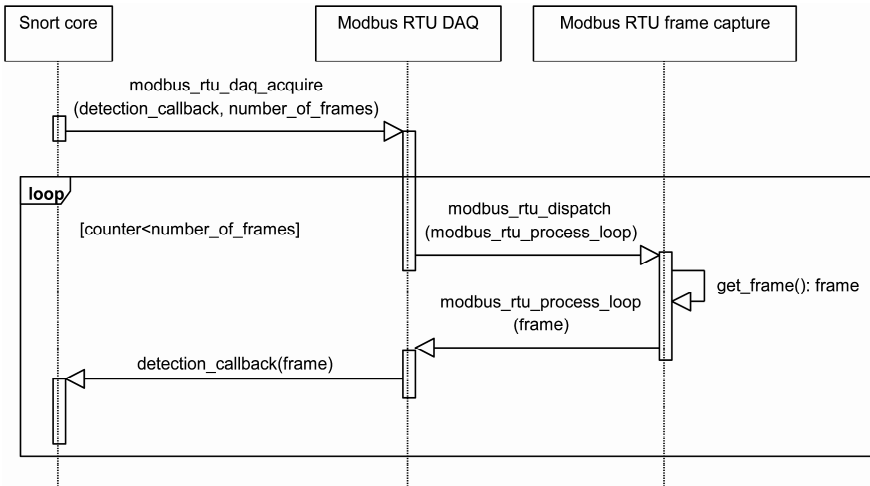 Snort core
Modbus RTU DAQ
Modbus RTU frame capture
modbus_rtu_daq_acquire
(detection_callback, number_of_frames)
loop
[counter<number_of_frames]
modbus_rtu_dispatch
(modbus_rtu_process_loop)
get_frame(): frame
modbus_rtu_process_loop
(frame)
detection_callback(frame)